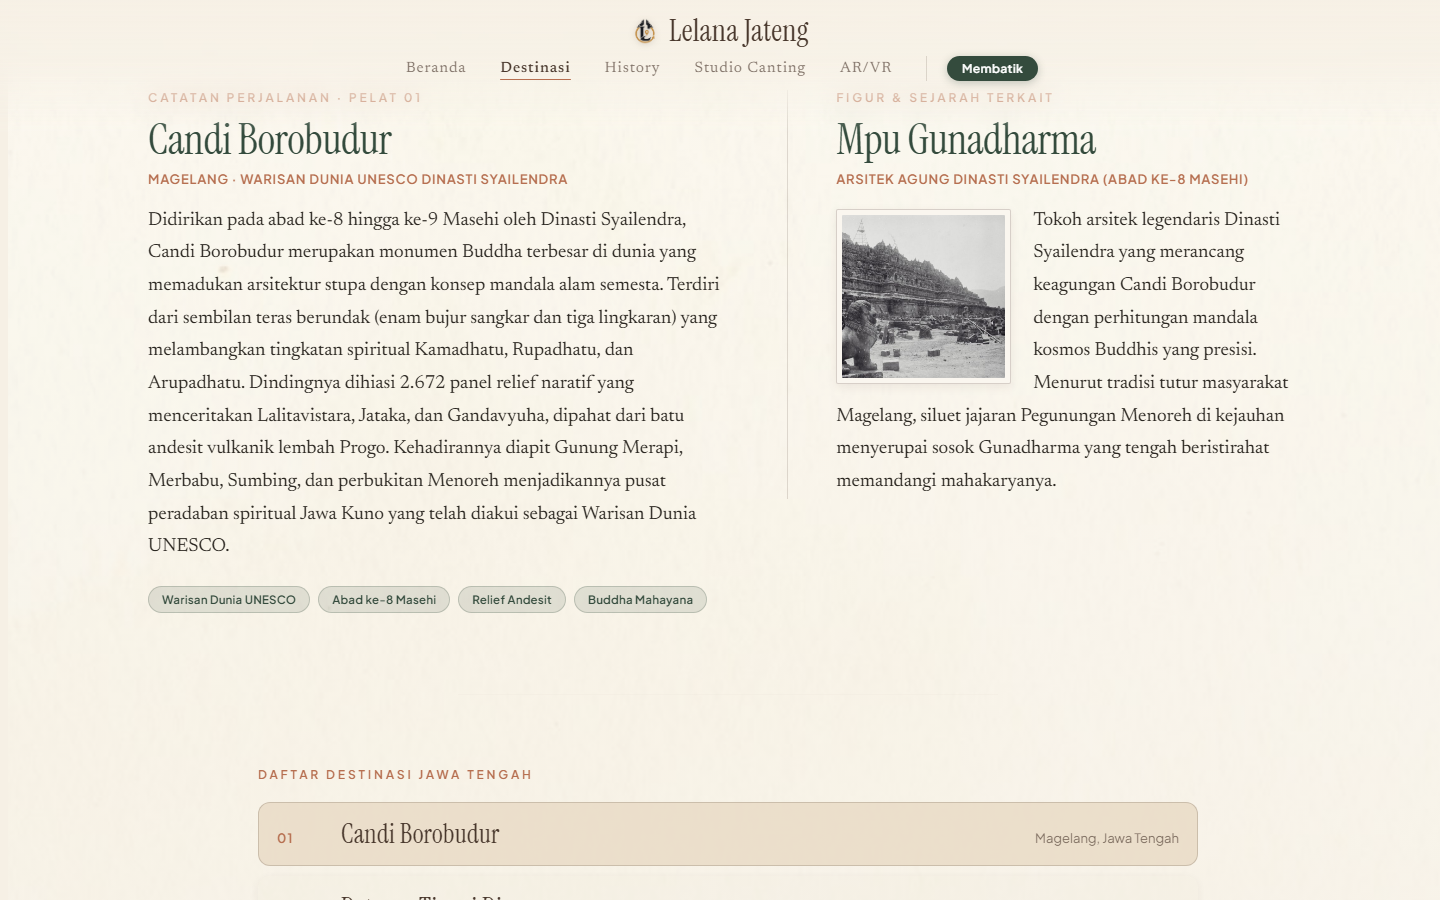 Lelana Jateng
Beranda
Destinasi
History
Studio Canting
AR/VR
Membatik
CATATAN PERJALANAN · PELAT 01
Candi Borobudur
MAGELANG · WARISAN DUNIA UNESCO DINASTI SYAILENDRA
Didirikan pada abad ke-8 hingga ke-9 Masehi oleh Dinasti Syailendra,
Candi Borobudur merupakan monumen Buddha terbesar di dunia yang
memadukan arsitektur stupa dengan konsep mandala alam semesta. Terdiri
dari sembilan teras berundak (enam bujur sangkar dan tiga lingkaran) yang
melambangkan tingkatan spiritual Kamadhatu, Rupadhatu, dan
Arupadhatu. Dindingnya dihiasi 2.672 panel relief naratif yang
menceritakan Lalitavistara, Jataka, dan Gandavyuha, dipahat dari batu
andesit vulkanik lembah Progo. Kehadirannya diapit Gunung Merapi,
Merbabu, Sumbing, dan perbukitan Menoreh menjadikannya pusat
peradaban spiritual Jawa Kuno yang telah diakui sebagai Warisan Dunia
UNESCO.
Warisan Dunia UNESCO
Abad ke-8 Masehi
Relief Andesit
Buddha Mahayana
FIGUR & SEJARAH TERKAIT
Mpu Gunadharma
ARSITEK AGUNG DINASTI SYAILENDRA (ABAD KE-8 MASEHI)
Tokoh arsitek legendaris Dinasti
Syailendra yang merancang
keagungan Candi Borobudur
dengan perhitungan mandala
kosmos Buddhis yang presisi.
Menurut tradisi tutur masyarakat
Magelang, siluet jajaran Pegunungan Menoreh di kejauhan
menyerupai sosok Gunadharma yang tengah beristirahat
memandangi mahakaryanya.
DAFTAR DESTINASI JAWA TENGAH
01
Candi Borobudur
Magelang, Jawa Tengah